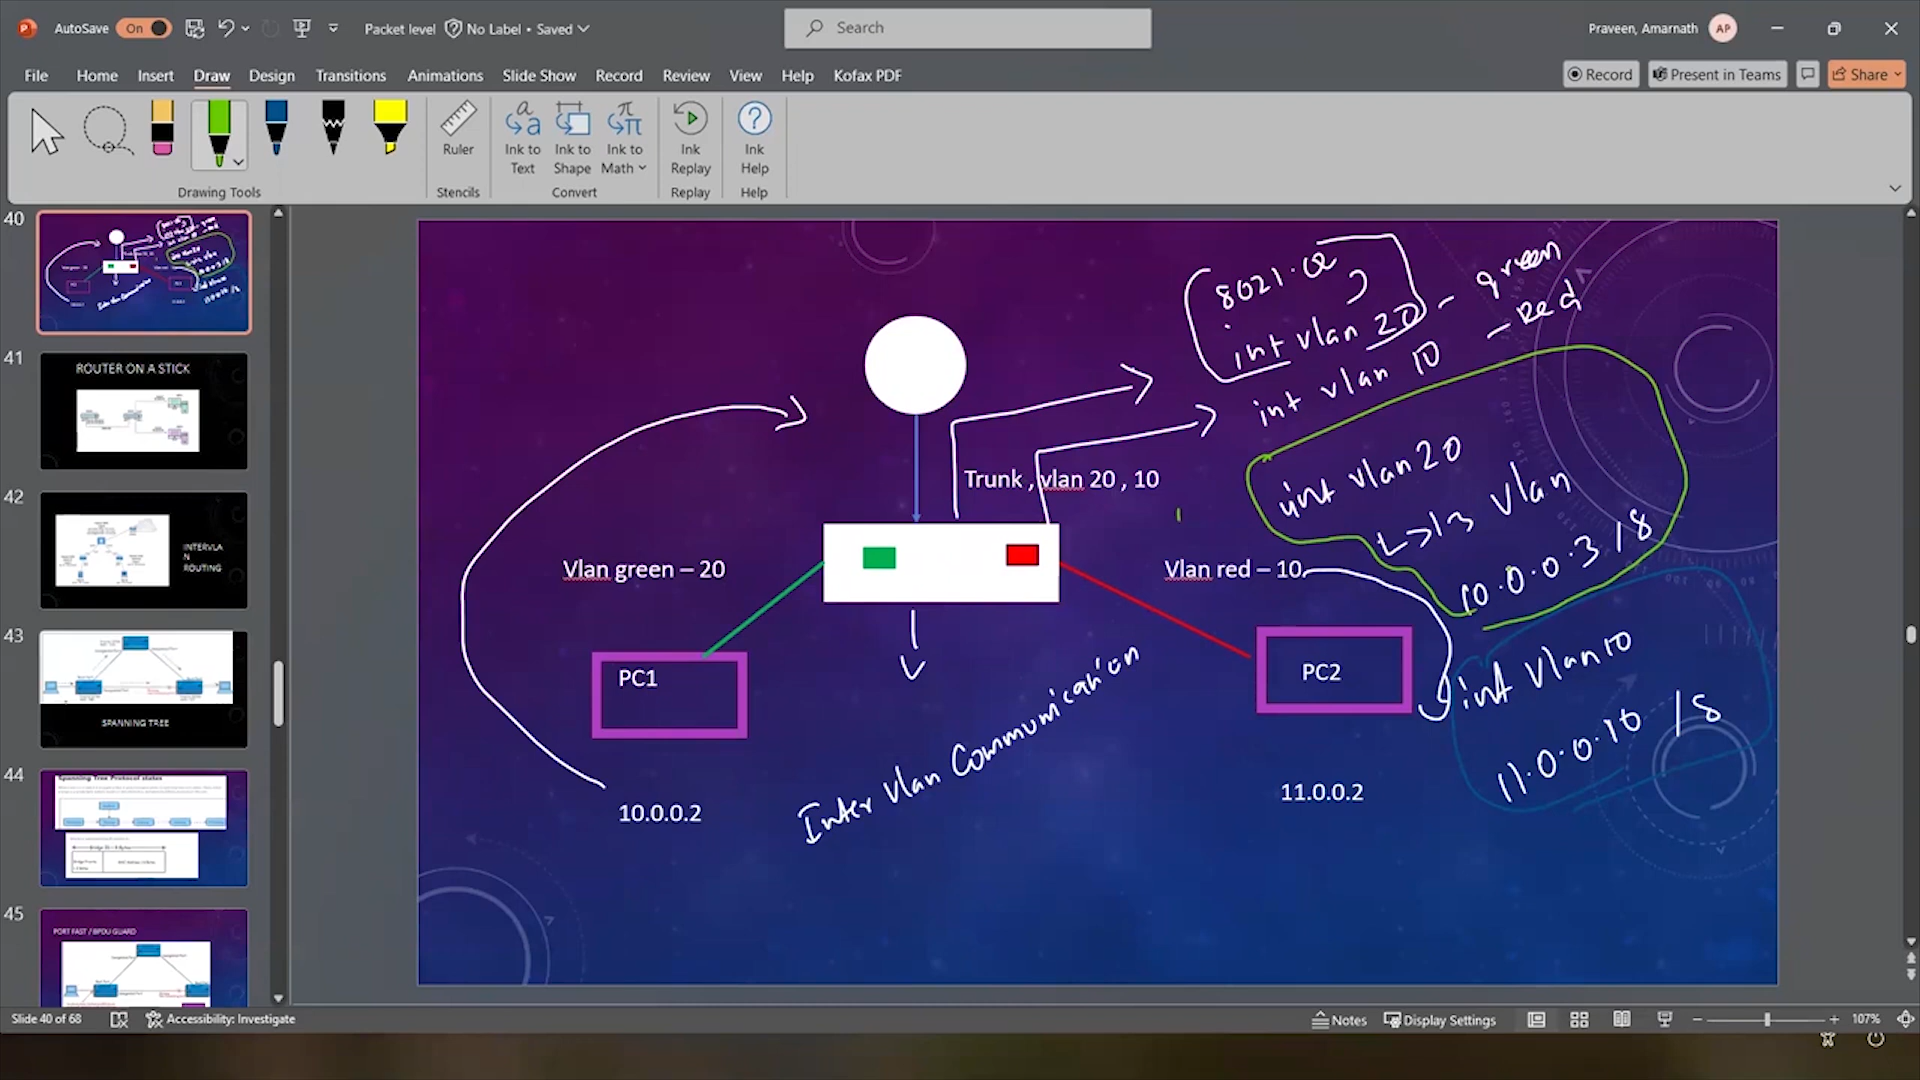 AutoSave On Packet level No Label • Saved Search Praveen, Amarnath AP
File Home Insert Draw Design Transitions Animations Slide Show Record Review View Help Kofax PDF Record Present in Teams Share
Ruler
Ink to Text
Ink to Shape
Ink to Math
Ink Replay
Ink Help
Drawing Tools Stencils Convert Replay Help
40
41
ROUTER ON A STICK
42
INTERVLA
N
ROUTING
43
SPANNING TREE
44
Spanning Tree Protocol states
45
PORT FAST / BPDU GUARD
8021.Q
int vlan 20 - green
int vlan 10 - Red
Trunk , vlan 20 , 10
int vlan 20
L3 vlan
10.0.0.3 /8
Vlan green – 20
Vlan red – 10
PC1
PC2
int Vlan 10
11.0.0.10 /8
10.0.0.2
11.0.0.2
Inter Vlan Communication
Slide 40 of 68 Accessibility: Investigate Notes Display Settings 107%